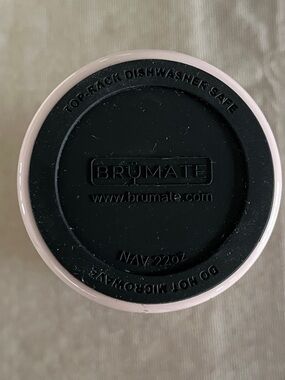 TOP-RACK DISHWASHER SAFE
BRÜMATE
www.brumate.com
NAV 22oz
DO NOT MICROWAVE